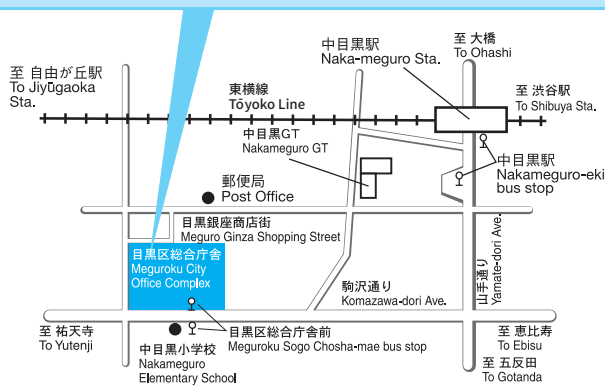 至 大橋
To Ohashi
中目黒駅
Naka-meguro Sta.
至 自由が丘駅
To Jiyūgaoka
Sta.
東横線
Tōyoko Line
至 渋谷駅
To Shibuya Sta.
中目黒GT
Nakameguro GT
中目黒駅
Nakameguro-eki
bus stop
郵便局
Post Office
目黒銀座商店街
Meguro Ginza Shopping Street
山手通り
Yamate-dori Ave.
目黒区総合庁舎
Meguroku City
Office Complex
駒沢通り
Komazawa-dori Ave.
至 祐天寺
To Yutenji
目黒区総合庁舎前
Meguroku Sogo Chosha-mae bus stop
中目黒小学校
Nakameguro
Elementary School
至 恵比寿
To Ebisu
至 五反田
To Gotanda